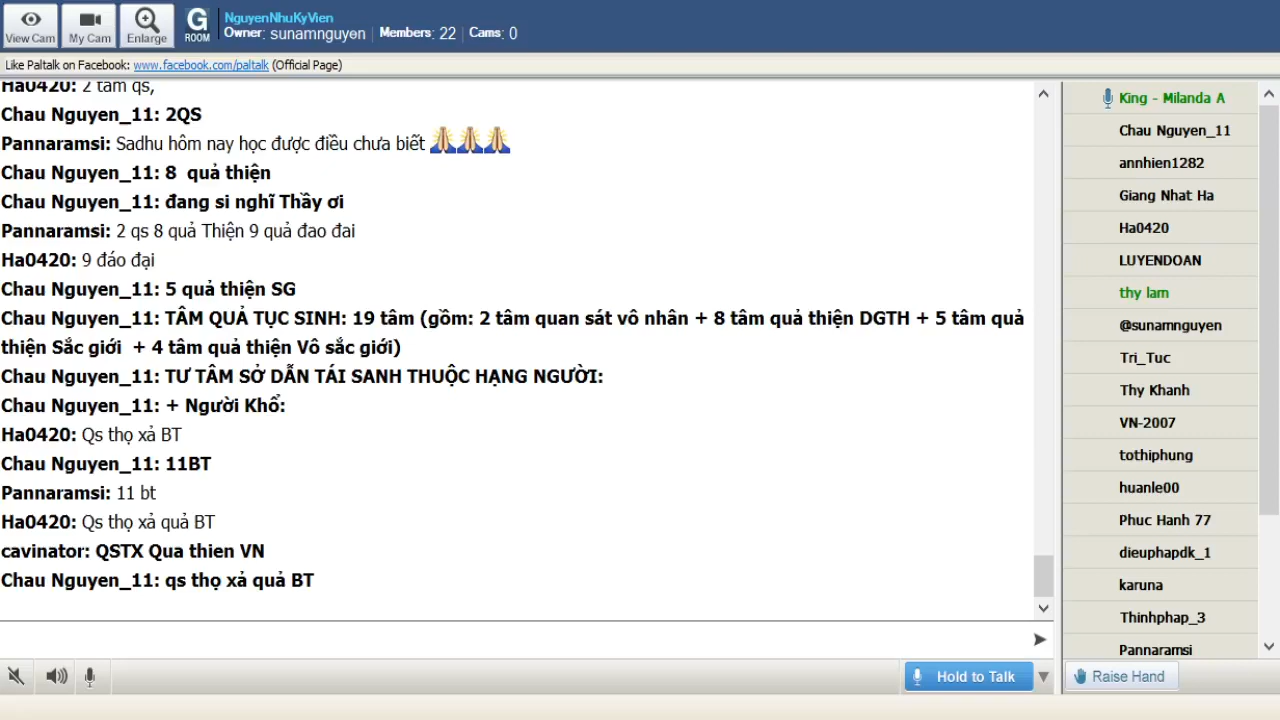 View Cam
My Cam
Enlarge
G
ROOM
NguyenNhuKyVien
Owner: sunamnguyen
Members: 22
Cams: 0
Like Paltalk on Facebook: www.facebook.com/paltalk (Official Page)
Ha0420: 2 tâm qs,
Chau Nguyen_11: 2QS
Pannaramsi: Sadhu hôm nay học được điều chưa biết
Chau Nguyen_11: 8 quả thiện
Chau Nguyen_11: đang si nghĩ Thầy ơi
Pannaramsi: 2 qs 8 quả Thiện 9 quả đao đai
Ha0420: 9 đáo đại
Chau Nguyen_11: 5 quả thiện SG
Chau Nguyen_11: TÂM QUẢ TỤC SINH: 19 tâm (gồm: 2 tâm quan sát vô nhân + 8 tâm quả thiện DGTH + 5 tâm quả
thiện Sắc giới + 4 tâm quả thiện Vô sắc giới)
Chau Nguyen_11: TƯ TÂM SỞ DẪN TÁI SANH THUỘC HẠNG NGƯỜI:
Chau Nguyen_11: + Người Khổ:
Ha0420: Qs thọ xả BT
Chau Nguyen_11: 11BT
Pannaramsi: 11 bt
Ha0420: Qs thọ xả quả BT
cavinator: QSTX Qua thien VN
Chau Nguyen_11: qs thọ xả quả BT
King - Milanda A
Chau Nguyen_11
annhien1282
Giang Nhat Ha
Ha0420
LUYENDOAN
thy lam
@sunamnguyen
Tri_Tuc
Thy Khanh
VN-2007
tothiphung
huanle00
Phuc Hanh 77
dieuphapdk_1
karuna
Thinhphap_3
Pannaramsi
Hold to Talk
Raise Hand